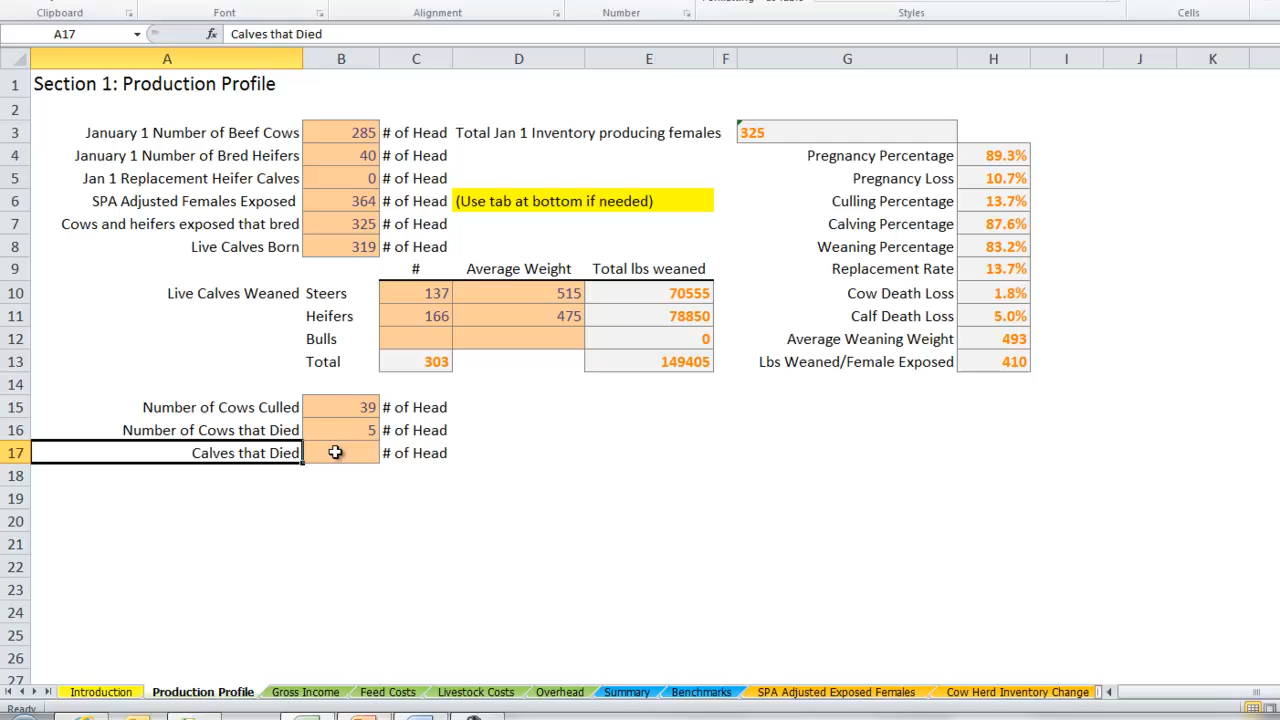 Clipboard Font Alignment Number Styles Cells
A17 fx Calves that Died
A B C D E F G H I J K
1 Section 1: Production Profile
2
3 January 1 Number of Beef Cows 285 # of Head Total Jan 1 Inventory producing females 325
4 January 1 Number of Bred Heifers 40 # of Head Pregnancy Percentage 89.3%
5 Jan 1 Replacement Heifer Calves 0 # of Head Pregnancy Loss 10.7%
6 SPA Adjusted Females Exposed 364 # of Head (Use tab at bottom if needed) Culling Percentage 13.7%
7 Cows and heifers exposed that bred 325 # of Head Calving Percentage 87.6%
8 Live Calves Born 319 # of Head Weaning Percentage 83.2%
9 # Average Weight Total lbs weaned Replacement Rate 13.7%
10 Live Calves Weaned Steers 137 515 70555 Cow Death Loss 1.8%
11 Heifers 166 475 78850 Calf Death Loss 5.0%
12 Bulls 0 Average Weaning Weight 493
13 Total 303 149405 Lbs Weaned/Female Exposed 410
14
15 Number of Cows Culled 39 # of Head
16 Number of Cows that Died 5 # of Head
17 Calves that Died # of Head
18
19
20
21
22
23
24
25
26
27
Introduction Production Profile Gross Income Feed Costs Livestock Costs Overhead Summary Benchmarks SPA Adjusted Exposed Females Cow Herd Inventory Change
Ready